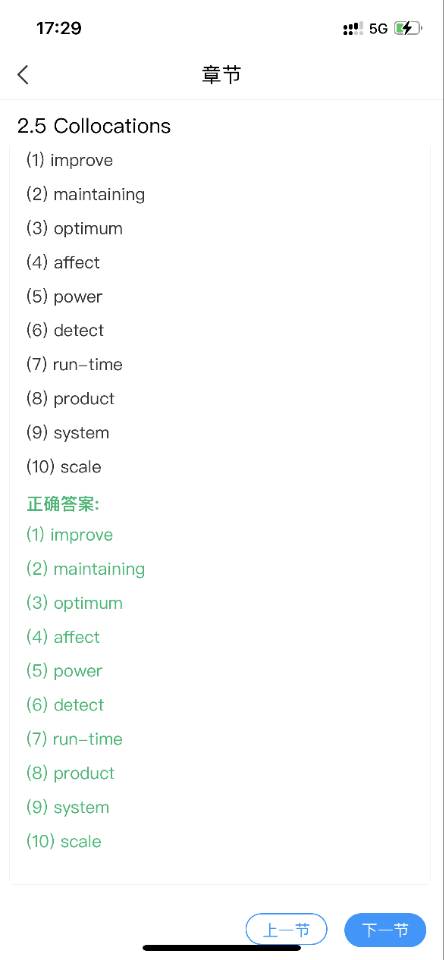 17:29
5G
章节
2.5 Collocations
(1) improve
(2) maintaining
(3) optimum
(4) affect
(5) power
(6) detect
(7) run-time
(8) product
(9) system
(10) scale
正确答案:
(1) improve
(2) maintaining
(3) optimum
(4) affect
(5) power
(6) detect
(7) run-time
(8) product
(9) system
(10) scale
上一节
下一节